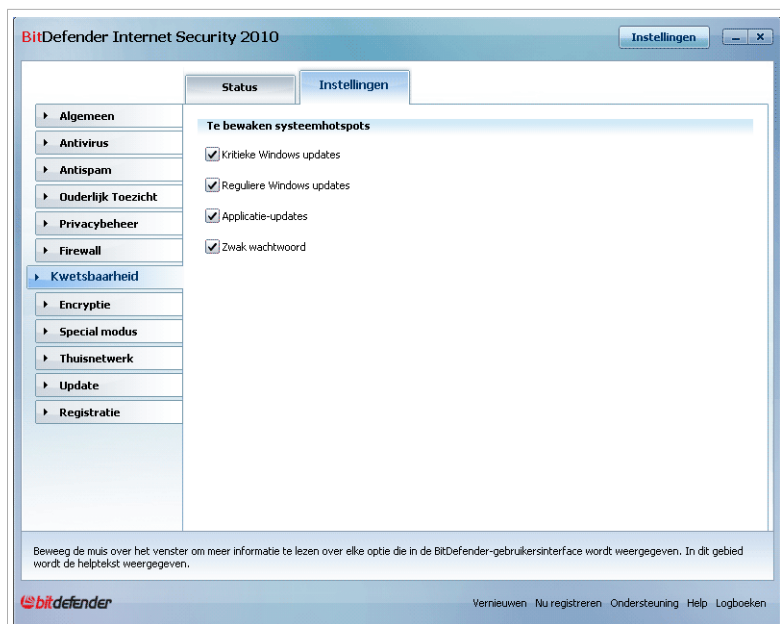 BitDefender Internet Security 2010
Instellingen
Status
Instellingen
Algemeen
Antivirus
Antispam
Ouderlijk Toezicht
Privacybeheer
Firewall
Kwetsbaarheid
Encryptie
Special modus
Thuisnetwerk
Update
Registratie
Te bewaken systeemhotspots
Kritieke Windows updates
Reguliere Windows updates
Applicatie-updates
Zwak wachtwoord
Beweeg de muis over het venster om meer informatie te lezen over elke optie die in de BitDefender-gebruikersinterface wordt weergegeven. In dit gebied
wordt de helptekst weergegeven.
bitdefender
Vernieuwen Nu registreren Ondersteuning Help Logboeken